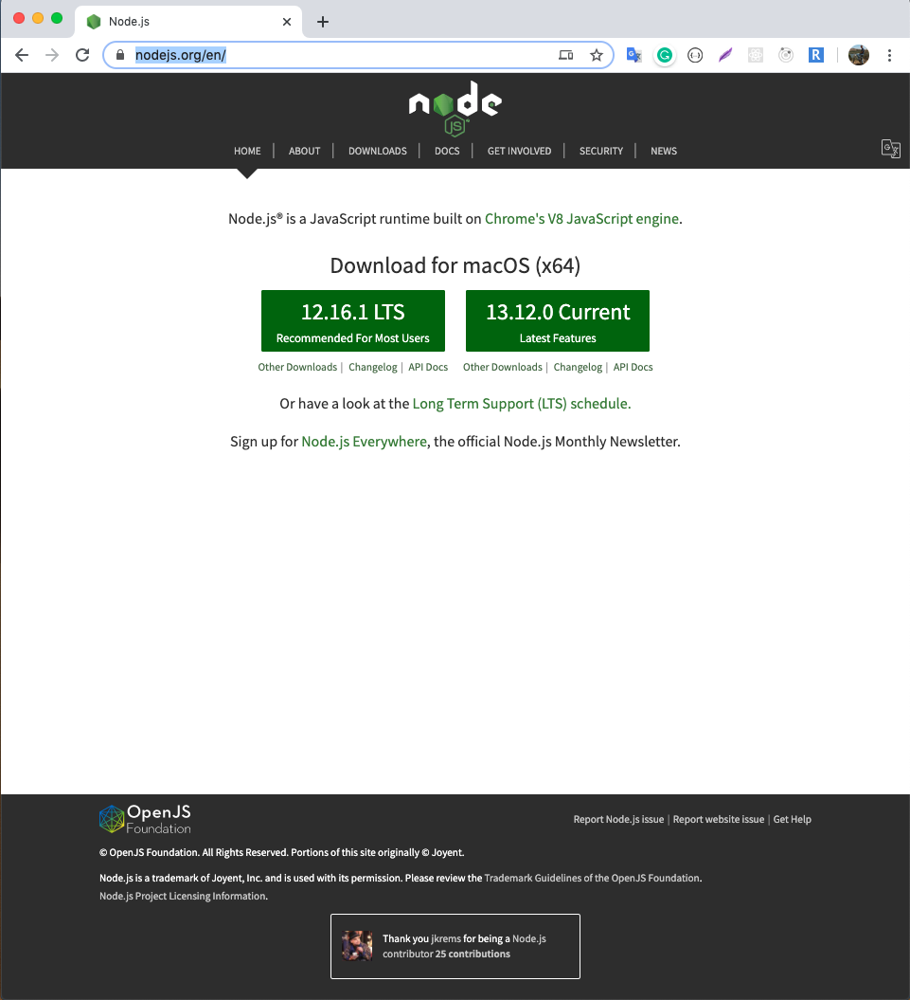 Node.js
nodejs.org/en/
R
node
JS
HOME | ABOUT | DOWNLOADS | DOCS | GET INVOLVED | SECURITY | NEWS
Node.js® is a JavaScript runtime built on Chrome's V8 JavaScript engine.
Download for macOS (x64)
12.16.1 LTS
Recommended For Most Users
13.12.0 Current
Latest Features
Other Downloads | Changelog | API Docs
Other Downloads | Changelog | API Docs
Or have a look at the Long Term Support (LTS) schedule.
Sign up for Node.js Everywhere, the official Node.js Monthly Newsletter.
OpenJS
Foundation
Report Node.js issue | Report website issue | Get Help
© OpenJS Foundation. All Rights Reserved. Portions of this site originally © Joyent.
Node.js is a trademark of Joyent, Inc. and is used with its permission. Please review the Trademark Guidelines of the OpenJS Foundation.
Node.js Project Licensing Information.
Thank you jkrems for being a Node.js
contributor 25 contributions